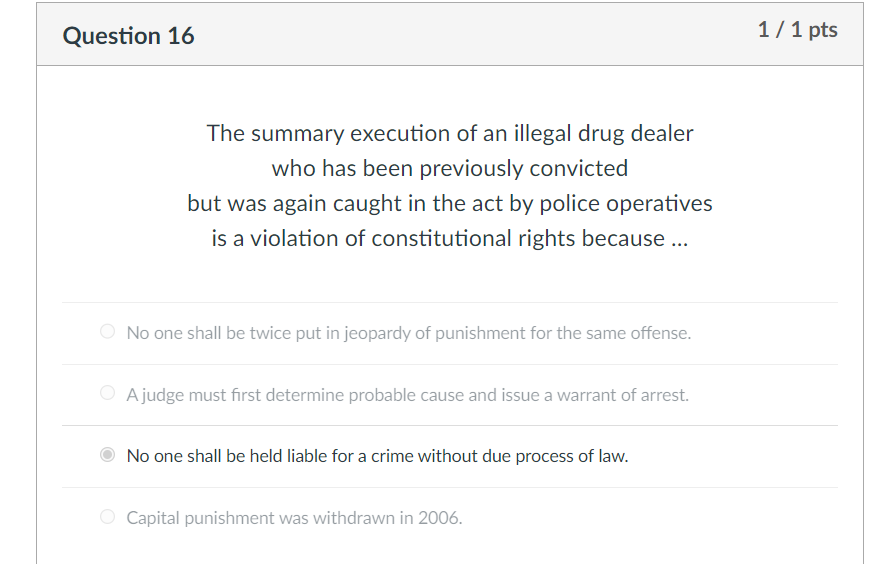 Question 16
1 / 1 pts
The summary execution of an illegal drug dealer
who has been previously convicted
but was again caught in the act by police operatives
is a violation of constitutional rights because ...
No one shall be twice put in jeopardy of punishment for the same offense.
A judge must first determine probable cause and issue a warrant of arrest.
No one shall be held liable for a crime without due process of law.
Capital punishment was withdrawn in 2006.